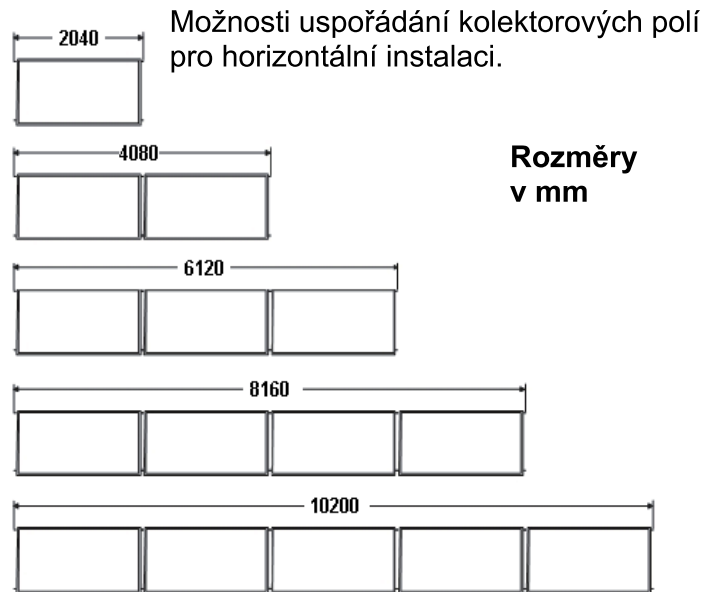 Možnosti uspořádání kolektorových polí
pro horizontální instalaci.
2040
4080
Rozměry
v mm
6120
8160
10200